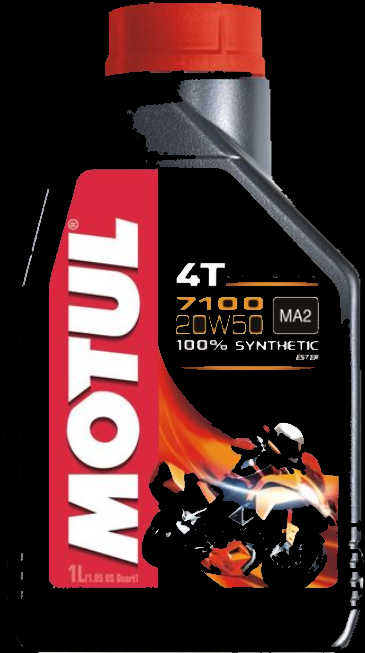 MOTUL®
4T
7100
20W50
MA2
100% SYNTHETIC
ESTER
1L(1.05 US Quart)